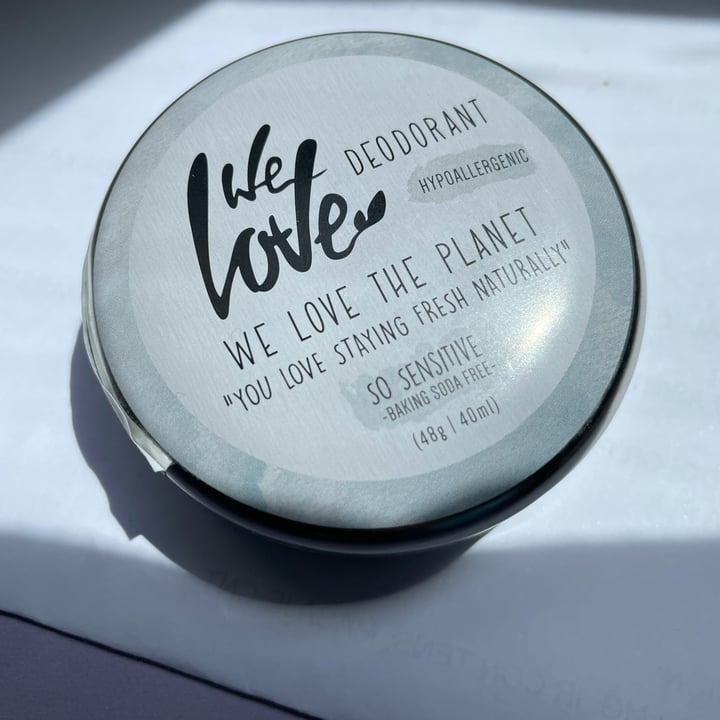 we
love
DEODORANT
HYPOALLERGENIC
WE LOVE THE PLANET
"YOU LOVE STAYING FRESH NATURALLY"
SO SENSITIVE
-BAKING SODA FREE-
(48g | 40ml)